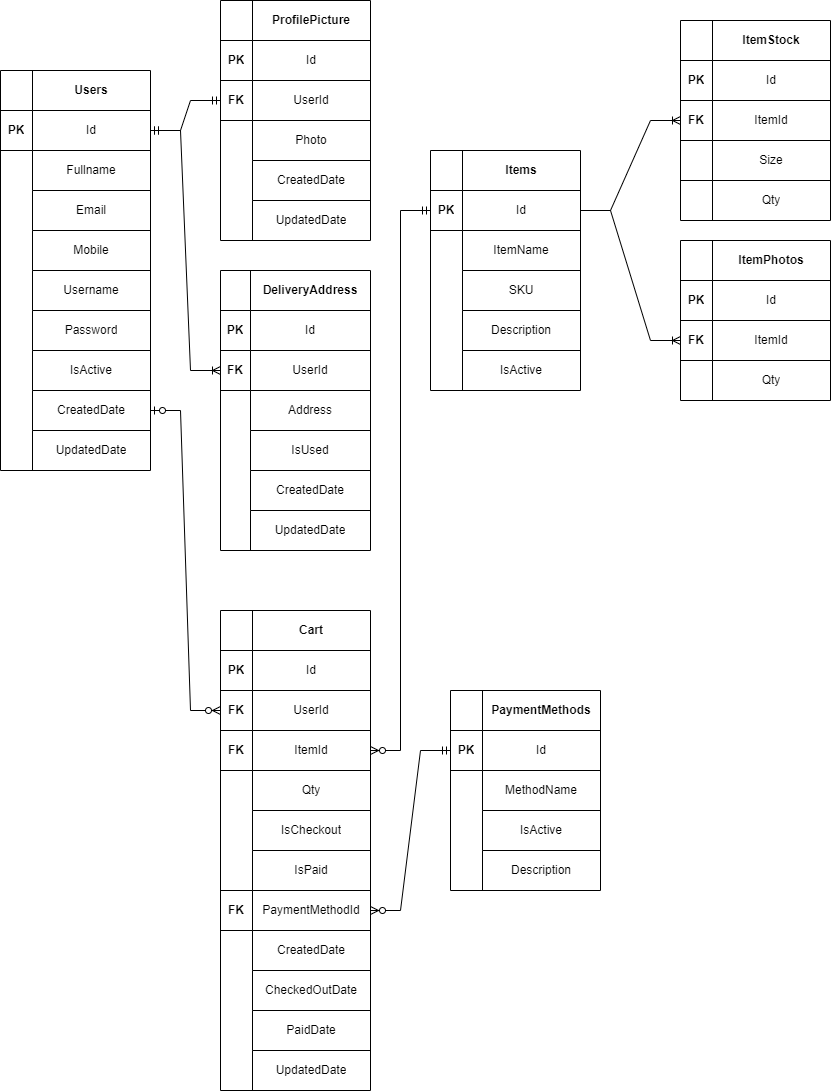 Users
PK Id
Fullname
Email
Mobile
Username
Password
IsActive
CreatedDate
UpdatedDate
ProfilePicture
PK Id
FK UserId
Photo
CreatedDate
UpdatedDate
DeliveryAddress
PK Id
FK UserId
Address
IsUsed
CreatedDate
UpdatedDate
Cart
PK Id
FK UserId
FK ItemId
Qty
IsCheckout
IsPaid
FK PaymentMethodId
CreatedDate
CheckedOutDate
PaidDate
UpdatedDate
Items
PK Id
ItemName
SKU
Description
IsActive
PaymentMethods
PK Id
MethodName
IsActive
Description
ItemStock
PK Id
FK ItemId
Size
Qty
ItemPhotos
PK Id
FK ItemId
Qty